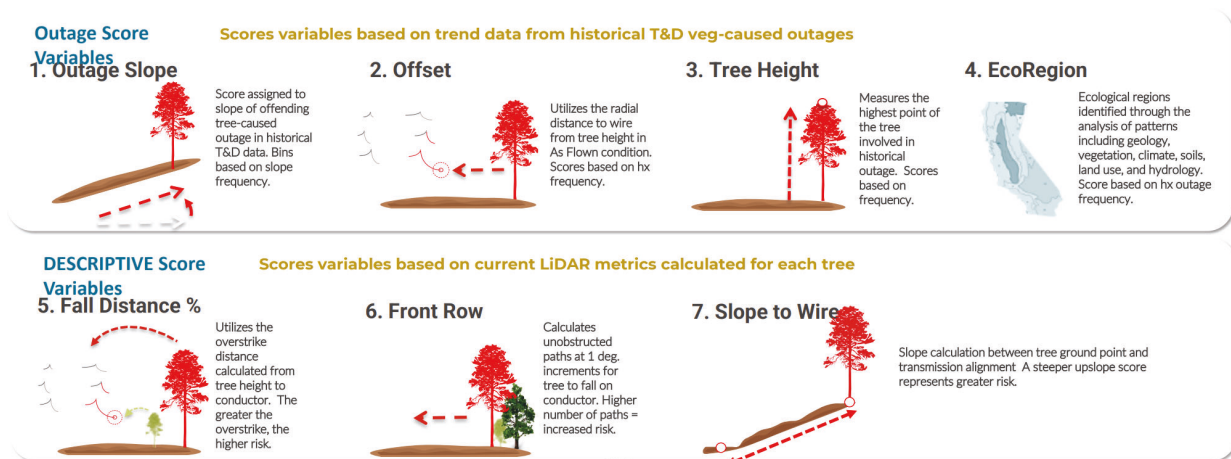 Outage Score
Variables
Scores variables based on trend data from historical T&D veg-caused outages
1. Outage Slope
Score assigned to
slope of offending
tree-caused
outage in historical
T&D data. Bins
based on slope
frequency.
2. Offset
Utilizes the radial
distance to wire
from tree height in
As Flown condition.
Scores based on hx
frequency.
3. Tree Height
Measures the
highest point of
the tree
involved in
historical
outage. Scores
based on
frequency.
4. EcoRegion
Ecological regions
identified through the
analysis of patterns
including geology,
vegetation, climate, soils,
land use, and hydrology.
Score based on hx outage
frequency.
DESCRIPTIVE Score
Variables
Scores variables based on current LiDAR metrics calculated for each tree
5. Fall Distance %
Utilizes the
overstrike
distance
calculated from
tree height to
conductor. The
greater the
overstrike, the
higher risk.
6. Front Row
Calculates
unobstructed
paths at 1 deg.
increments for
tree to fall on
conductor. Higher
number of paths =
increased risk.
7. Slope to Wire
Slope calculation between tree ground point and
transmission alignment A steeper upslope score
represents greater risk.